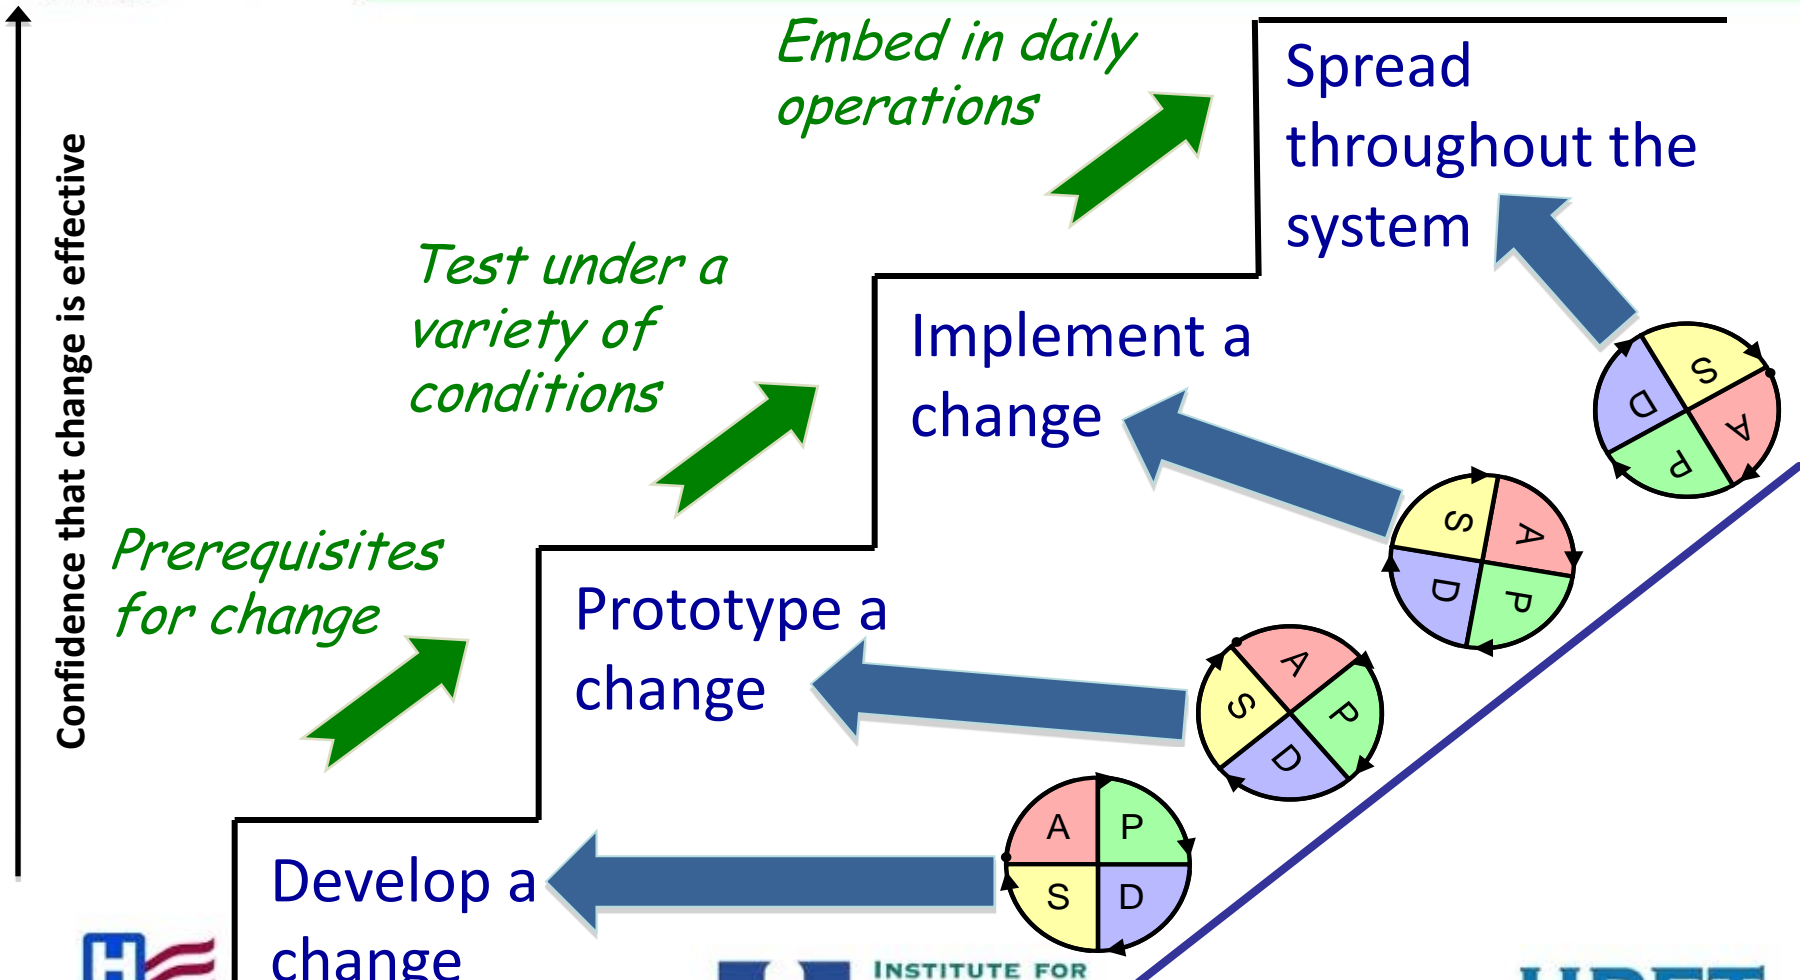 Embed in daily
operations
Spread
throughout the
system
Confidence that change is effective
Test under a
variety of
conditions
Implement a
change
S
D
A
P
Prerequisites
for change
S
A
D
P
Prototype a
change
A
S
P
D
Develop a
change
A
P
S
D
H
INSTITUTE FOR